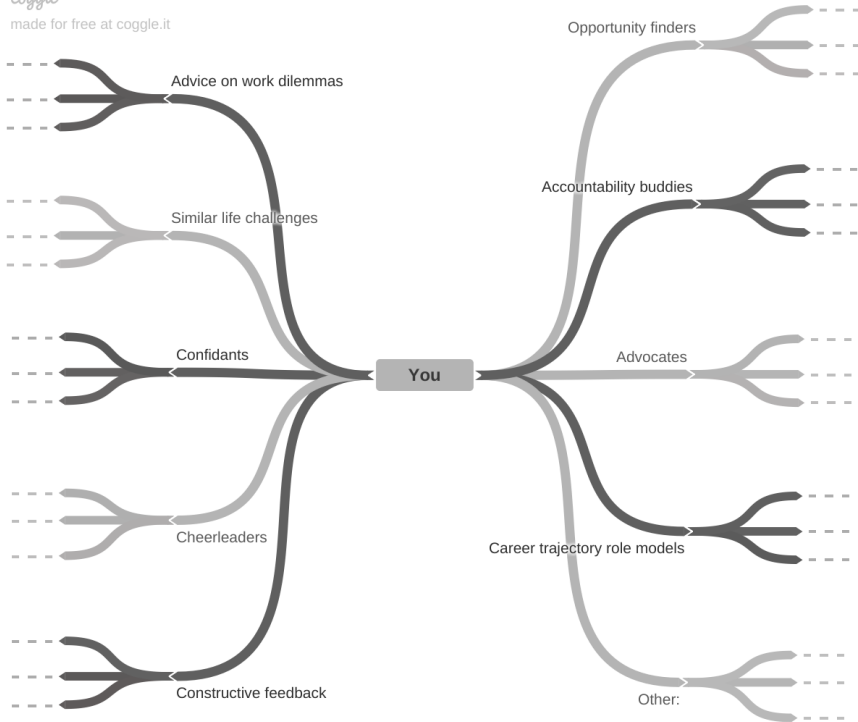 coggle
made for free at coggle.it
Opportunity finders
Advice on work dilemmas
Accountability buddies
Similar life challenges
Confidants
Advocates
You
Cheerleaders
Career trajectory role models
Constructive feedback
Other: